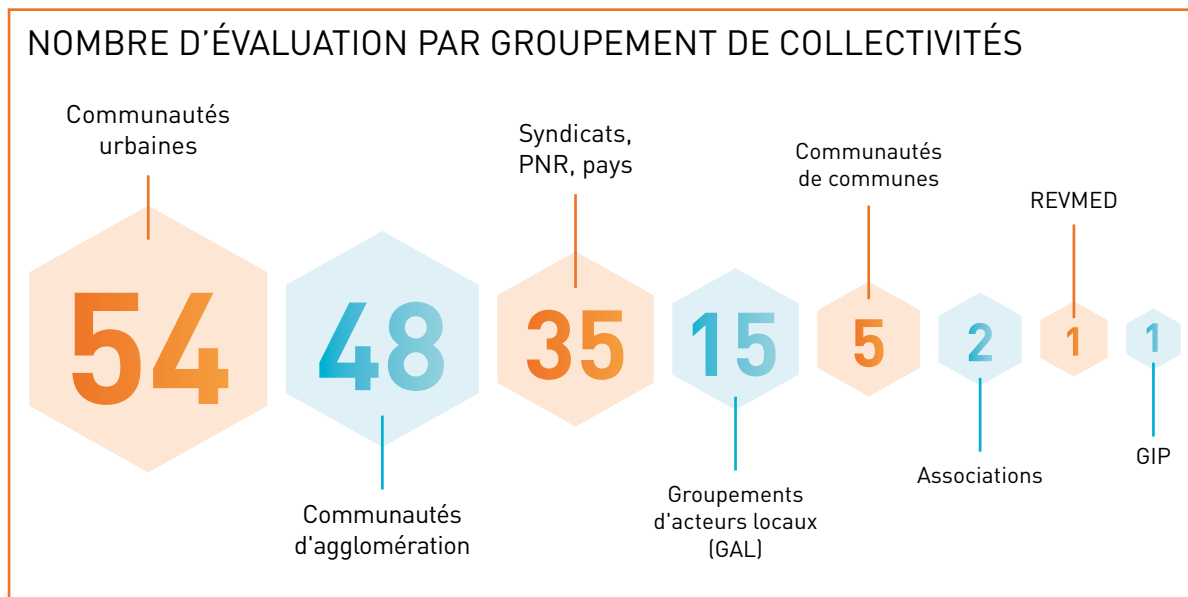 NOMBRE D'ÉVALUATION PAR GROUPEMENT DE COLLECTIVITÉS
Communautés
urbaines
54
48
Communautés
d'agglomération
Syndicats,
PNR, pays
35
15
Groupements
d'acteurs locaux
(GAL)
Communautés
de communes
5
2
Associations
REVMED
1
1
GIP